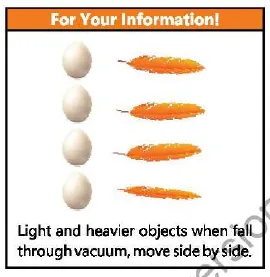 For Your Information!
Light and heavier objects when fall
through vacuum, move side by side.